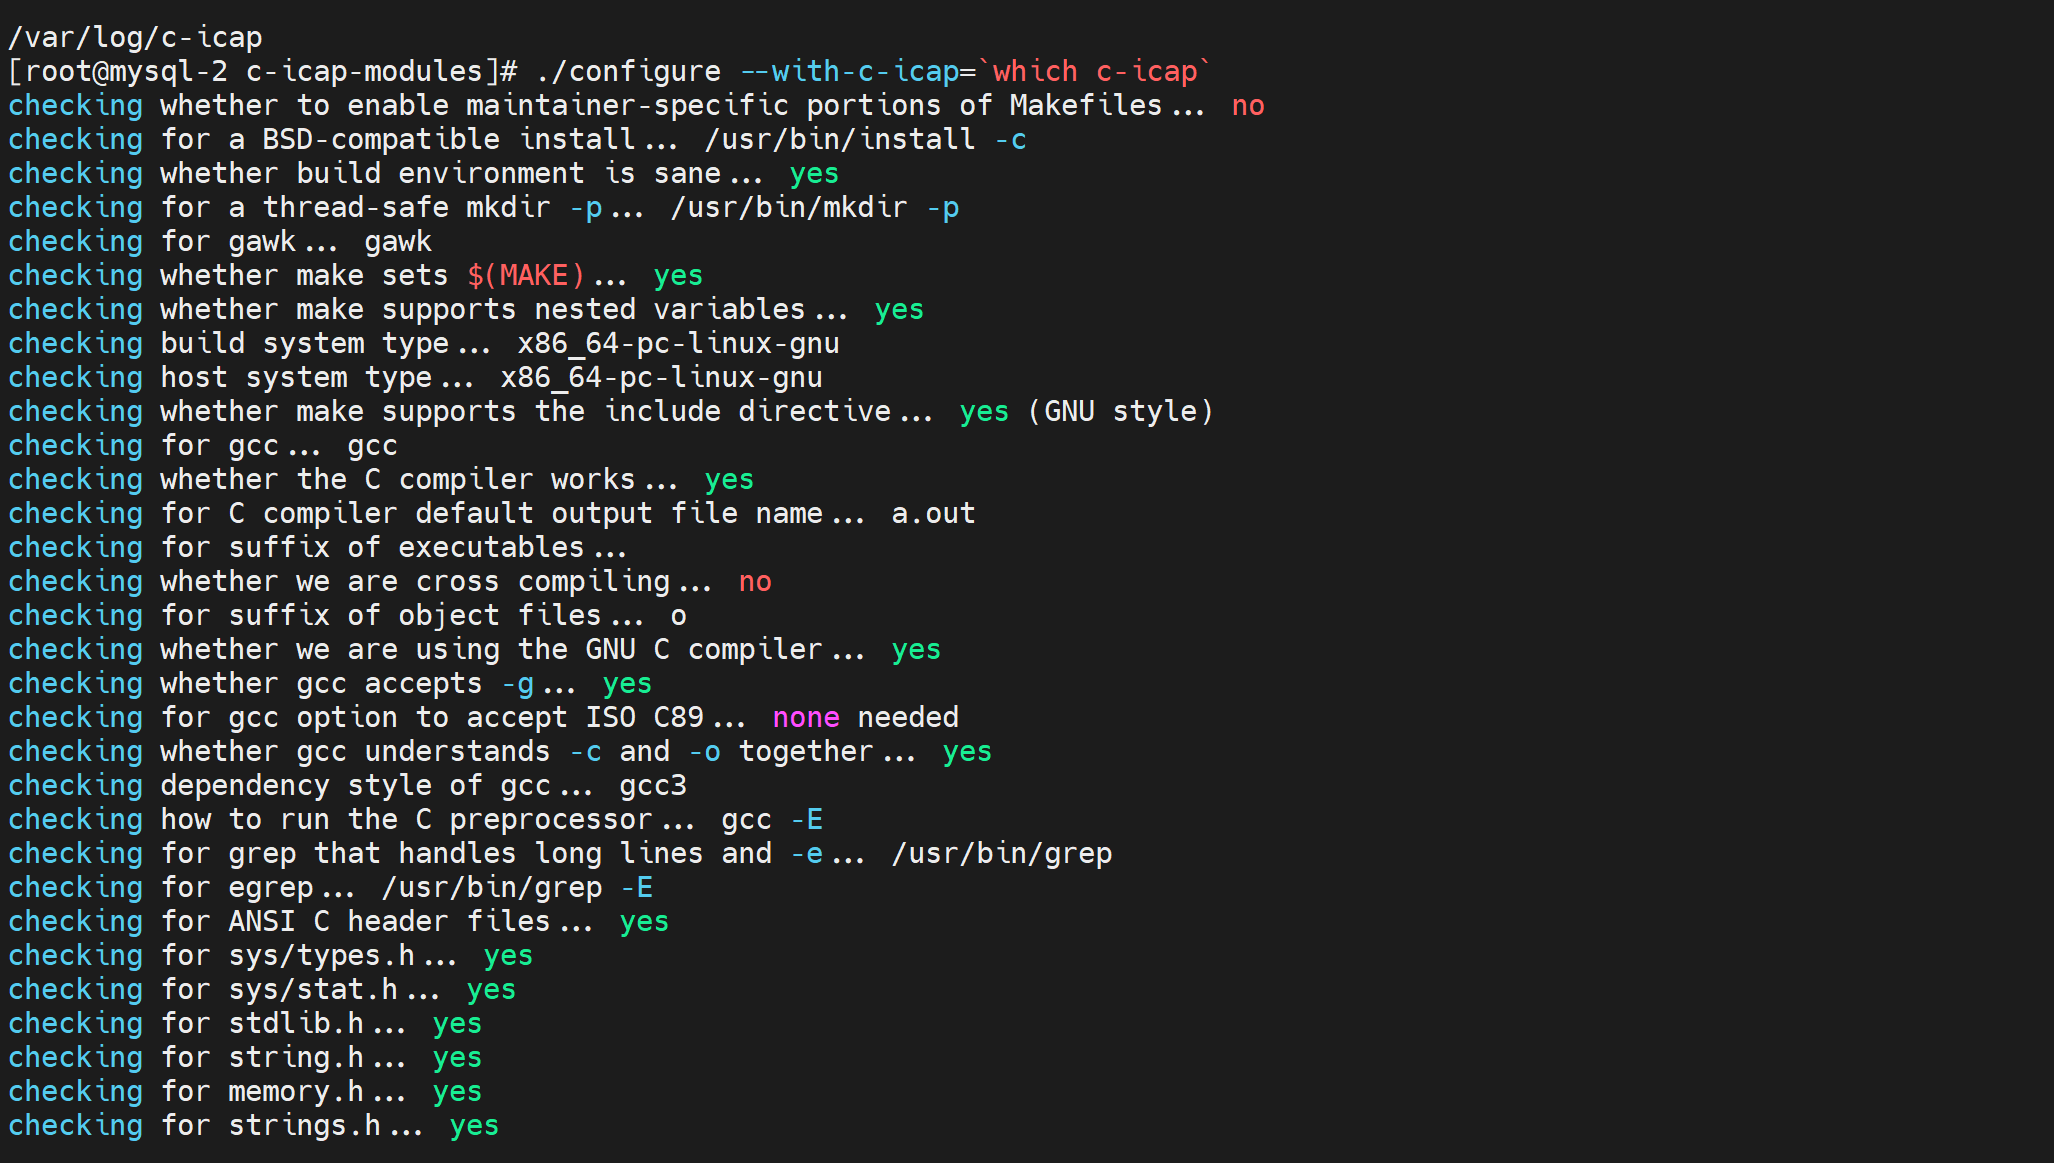 /var/log/c-icap
[root@mysql-2 c-icap-modules]# ./configure --with-c-icap=`which c-icap`
checking whether to enable maintainer-specific portions of Makefiles... no
checking for a BSD-compatible install... /usr/bin/install -c
checking whether build environment is sane... yes
checking for a thread-safe mkdir -p... /usr/bin/mkdir -p
checking for gawk... gawk
checking whether make sets $(MAKE)... yes
checking whether make supports nested variables... yes
checking build system type... x86_64-pc-linux-gnu
checking host system type... x86_64-pc-linux-gnu
checking whether make supports the include directive... yes (GNU style)
checking for gcc... gcc
checking whether the C compiler works... yes
checking for C compiler default output file name... a.out
checking for suffix of executables...
checking whether we are cross compiling... no
checking for suffix of object files... o
checking whether we are using the GNU C compiler... yes
checking whether gcc accepts -g... yes
checking for gcc option to accept ISO C89... none needed
checking whether gcc understands -c and -o together... yes
checking dependency style of gcc... gcc3
checking how to run the C preprocessor... gcc -E
checking for grep that handles long lines and -e... /usr/bin/grep
checking for egrep... /usr/bin/grep -E
checking for ANSI C header files... yes
checking for sys/types.h... yes
checking for sys/stat.h... yes
checking for stdlib.h... yes
checking for string.h... yes
checking for memory.h... yes
checking for strings.h... yes